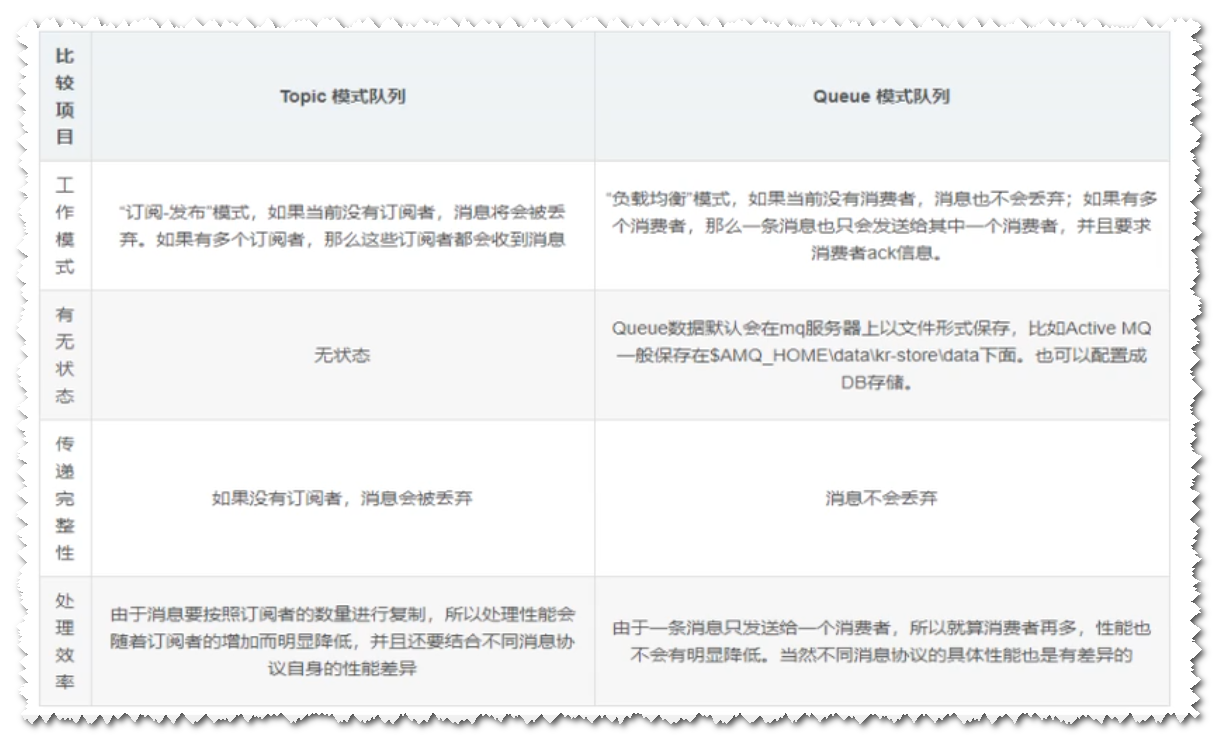 比较项目
Topic 模式队列
Queue 模式队列
工作模式
“订阅-发布”模式，如果当前没有订阅者，消息将会被丢
弃。如果有多个订阅者，那么这些订阅者都会收到消息
“负载均衡”模式，如果当前没有消费者，消息也不会丢弃；如果有多
个消费者，那么一条消息也只会发送给其中一个消费者，并且要求
消费者ack信息。
有无状态
无状态
Queue数据默认会在mq服务器上以文件形式保存，比如Active MQ
一般保存在$AMQ_HOME\data\kr-store\data下面。也可以配置成
DB存储。
传递完整性
如果没有订阅者，消息会被丢弃
消息不会丢弃
处理效率
由于消息要按照订阅者的数量进行复制，所以处理性能会
随着订阅者的增加而明显降低，并且还要结合不同消息协
议自身的性能差异
由于一条消息只发送给一个消费者，所以就算消费者再多，性能也
不会有明显降低。当然不同消息协议的具体性能也是有差异的